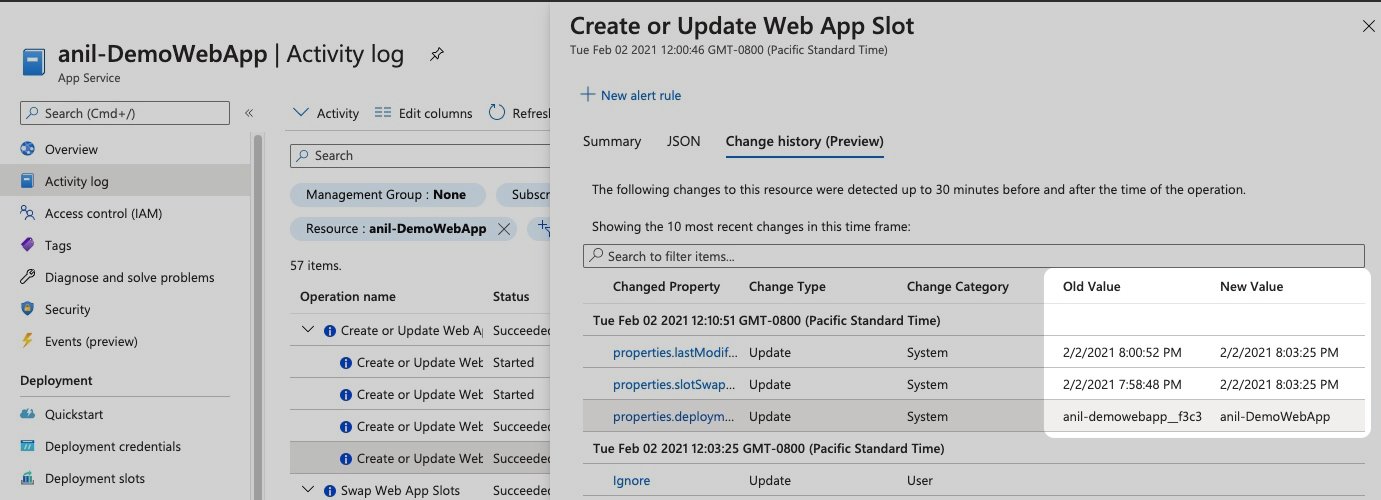 anil-DemoWebApp | Activity log
App Service
Search (Cmd+/)
«
Overview
Activity log
Access control (IAM)
Tags
Diagnose and solve problems
Security
Events (preview)
Deployment
Quickstart
Deployment credentials
Deployment slots
Activity
Edit columns
Refresh
Search
Management Group : None
Subscr
Resource : anil-DemoWebApp
57 items.
Operation name Status
Create or Update Web Ap Succeeded
Create or Update Web Started
Create or Update Web Started
Create or Update Web Succeeded
Create or Update Web Succeeded
Swap Web App Slots Succeeded
Create or Update Web App Slot
Tue Feb 02 2021 12:00:46 GMT-0800 (Pacific Standard Time)
New alert rule
Summary JSON Change history (Preview)
The following changes to this resource were detected up to 30 minutes before and after the time of the operation.
Showing the 10 most recent changes in this time frame:
Search to filter items...
Changed Property Change Type Change Category Old Value New Value
Tue Feb 02 2021 12:10:51 GMT-0800 (Pacific Standard Time)
properties.lastModif... Update System 2/2/2021 8:00:52 PM 2/2/2021 8:03:25 PM
properties.slotSwap... Update System 2/2/2021 7:58:48 PM 2/2/2021 8:03:25 PM
properties.deploym... Update System anil-demowebapp__f3c3 anil-DemoWebApp
Tue Feb 02 2021 12:03:25 GMT-0800 (Pacific Standard Time)
Ignore Update User